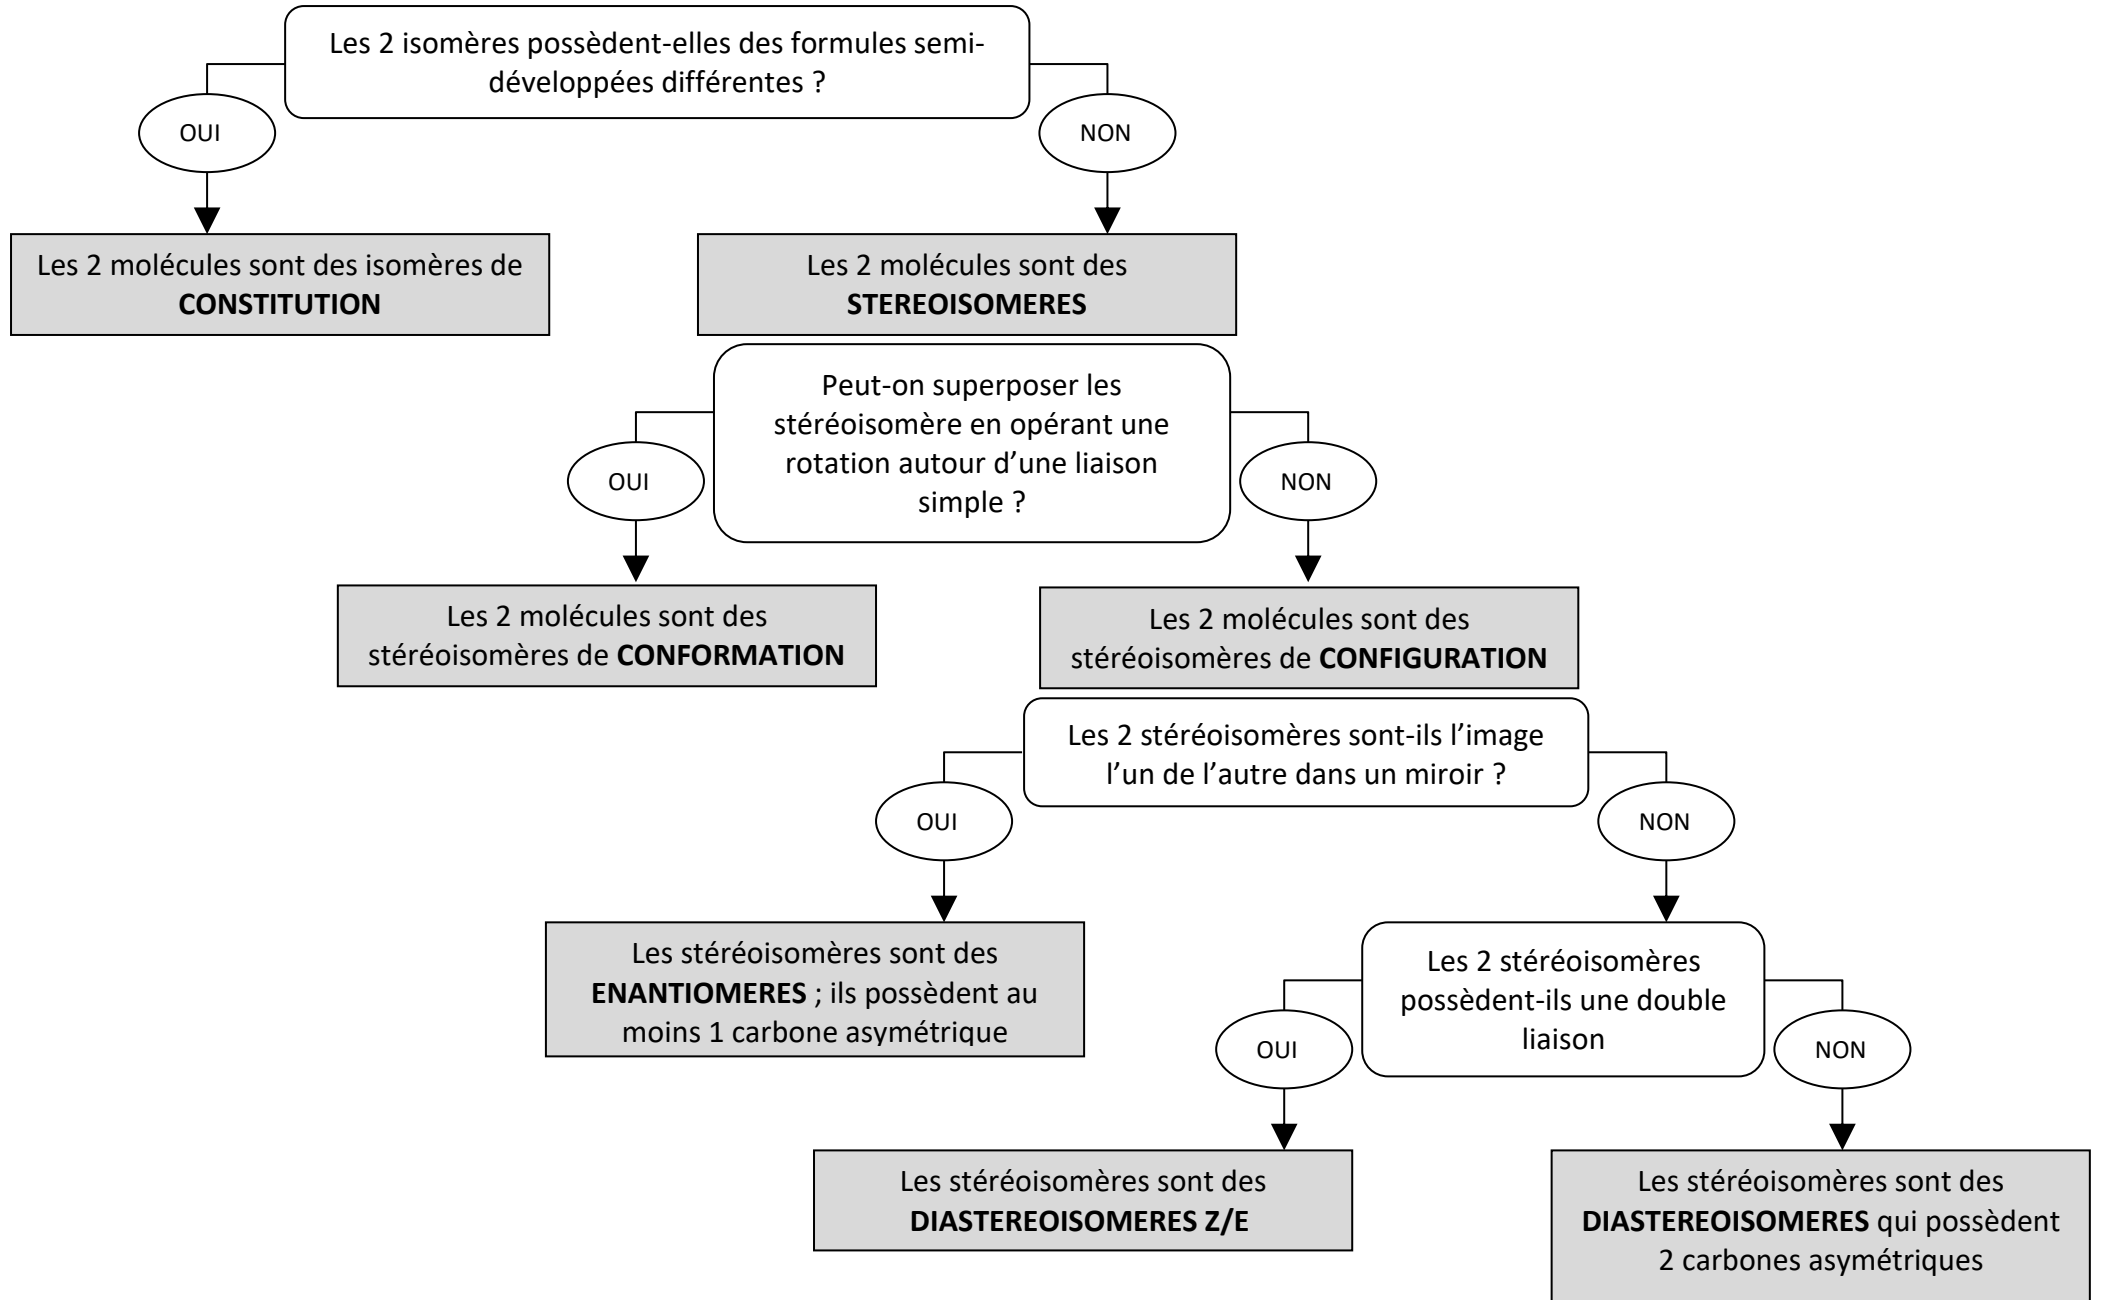 Les 2 isomères possèdent-elles des formules semi-
développées différentes ?
OUI
NON
Les 2 molécules sont des isomères de
CONSTITUTION
Les 2 molécules sont des
STEREOISOMERES
Peut-on superposer les
stéréoisomère en opérant une
rotation autour d’une liaison
simple ?
OUI
NON
Les 2 molécules sont des
stéréoisomères de CONFORMATION
Les 2 molécules sont des
stéréoisomères de CONFIGURATION
Les 2 stéréoisomères sont-ils l’image
l’un de l’autre dans un miroir ?
OUI
NON
Les stéréoisomères sont des
ENANTIOMERES ; ils possèdent au
moins 1 carbone asymétrique
Les 2 stéréoisomères
possèdent-ils une double
liaison
OUI
NON
Les stéréoisomères sont des
DIASTEREOISOMERES Z/E
Les stéréoisomères sont des
DIASTEREOISOMERES qui possèdent
2 carbones asymétriques